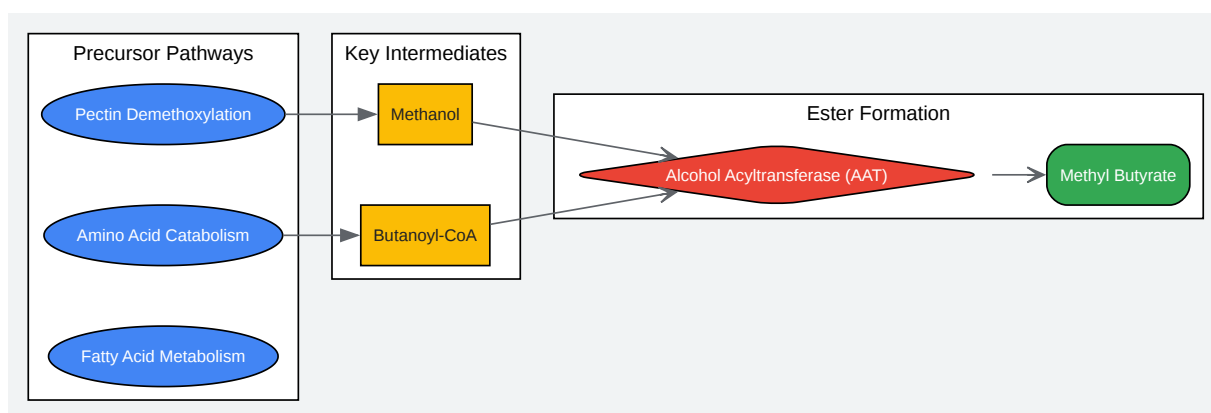 Precursor Pathways
Pectin Demethoxylation
Amino Acid Catabolism
Fatty Acid Metabolism
Key Intermediates
Methanol
Butanoyl-CoA
Ester Formation
Alcohol Acyltransferase (AAT)
Methyl Butyrate